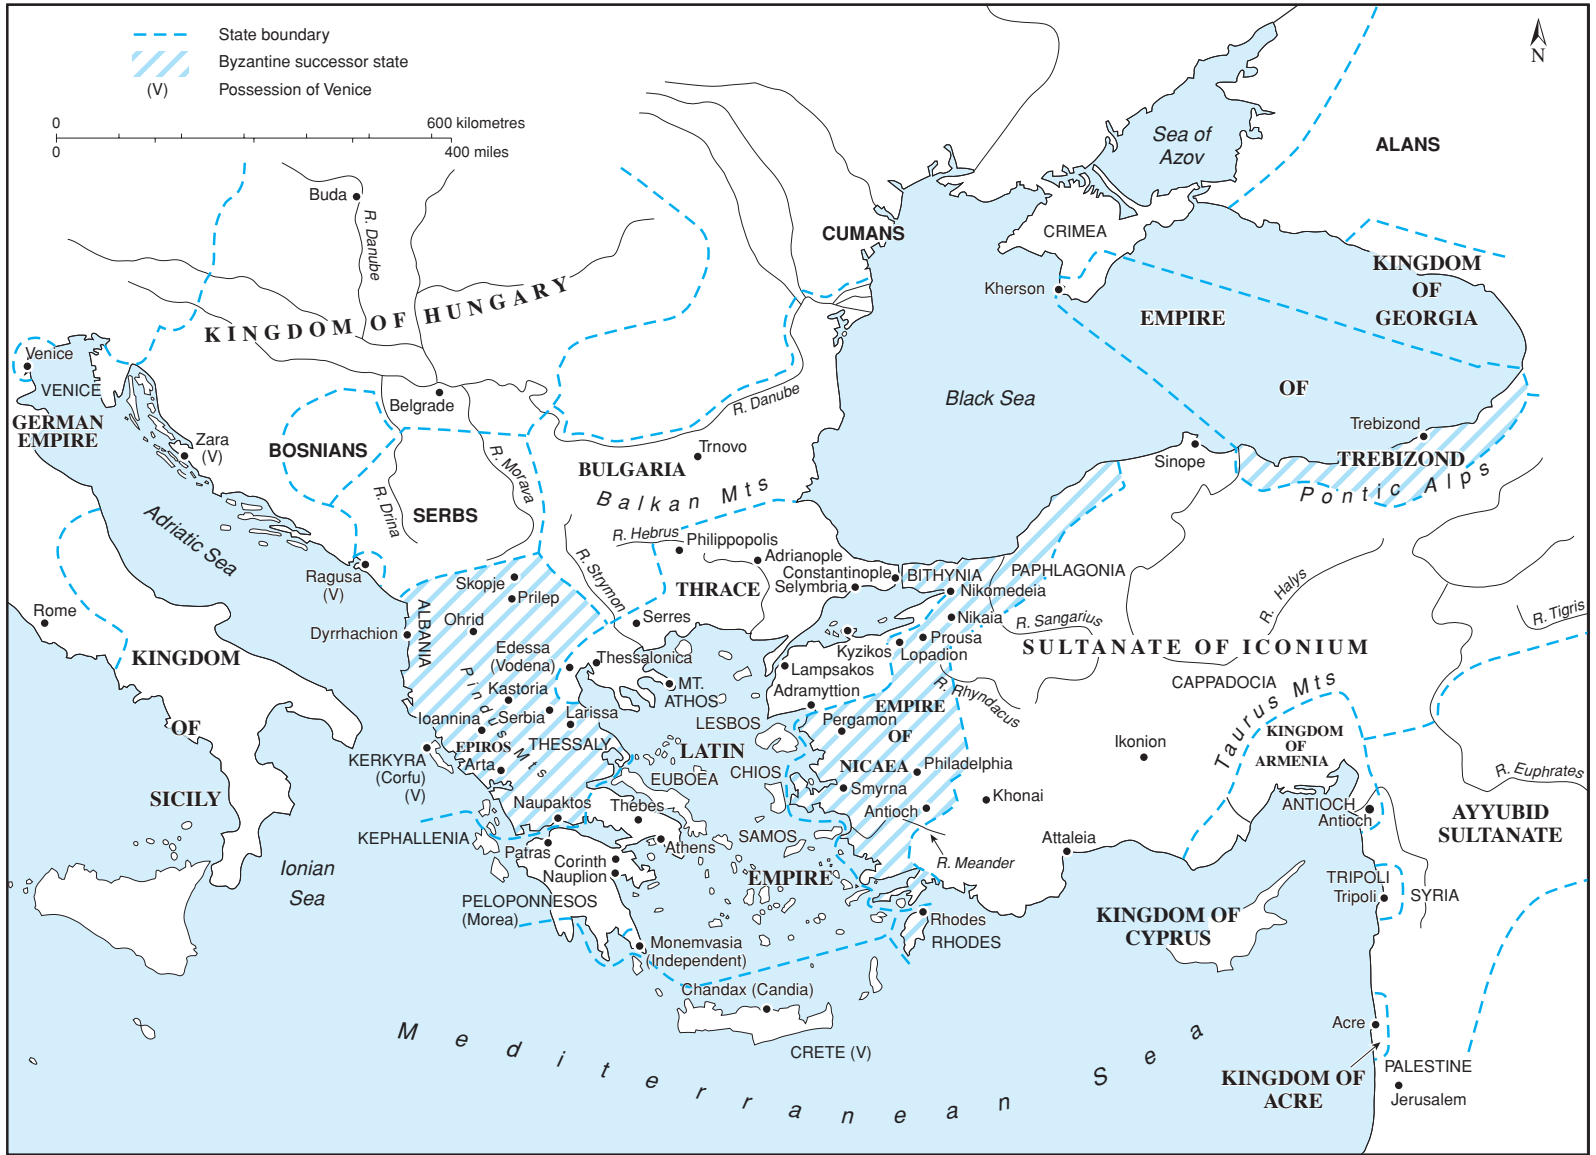 State boundary
Byzantine successor state
(V) Possession of Venice
0 600 kilometres
0 400 miles
N
Sea of
Azov
ALANS
Buda
R. Danube
CUMANS
CRIMEA
KINGDOM
OF
GEORGIA
Kherson
KINGDOM OF HUNGARY
EMPIRE
OF
TREBIZOND
Trebizond
Pontic Alps
Venice
VENICE
GERMAN
EMPIRE
Belgrade
Black Sea
R. Danube
Zara
(V)
BOSNIANS
R. Morava
R. Drina
SERBS
BULGARIA
Trnovo
Balkan Mts
Sinope
Adriatic Sea
R. Hebrus
Philippopolis
Adrianople
Constantinople
Selymbria
THRACE
R. Strymon
BITHYNIA
PAPHLAGONIA
Nikomedeia
Nikaia
R. Sangarius
R. Halys
R. Tigris
Ragusa
(V)
Rome
Skopje
Prilep
Ohrid
ALBANIA
Dyrrhachion
Serres
Edessa
(Vodena)
Thessalonica
MT.
ATHOS
Kyzikos
Lopadion
Prousa
SULTANATE OF ICONIUM
KINGDOM
OF
SICILY
Lampsakos
Adramyttion
R. Rhyndacus
CAPPADOCIA
Taurus Mts
Pindus Mts
Kastoria
Serbia
Larissa
Ioannina
EPIROS
THESSALY
Arta
LESBOS
Pergamon
EMPIRE
OF
NICAEA
LATIN
EMPIRE
KINGDOM
OF
ARMENIA
Ikonion
KERKYRA
(Corfu)
(V)
EUBOEA
CHIOS
Philadelphia
Smyrna
Khonai
Antioch
R. Euphrates
ANTIOCH
Antioch
AYYUBID
SULTANATE
Naupaktos
Thebes
KEPHALLENIA
Patras
Athens
SAMOS
Corinth
Nauplion
R. Meander
Attaleia
Ionian
Sea
PELOPONNESOS
(Morea)
TRIPOLI
Tripoli
SYRIA
Rhodes
RHODES
KINGDOM OF
CYPRUS
Monemvasia
(Independent)
Chandax (Candia)
CRETE (V)
Mediterranean Sea
Acre
KINGDOM OF
ACRE
PALESTINE
Jerusalem